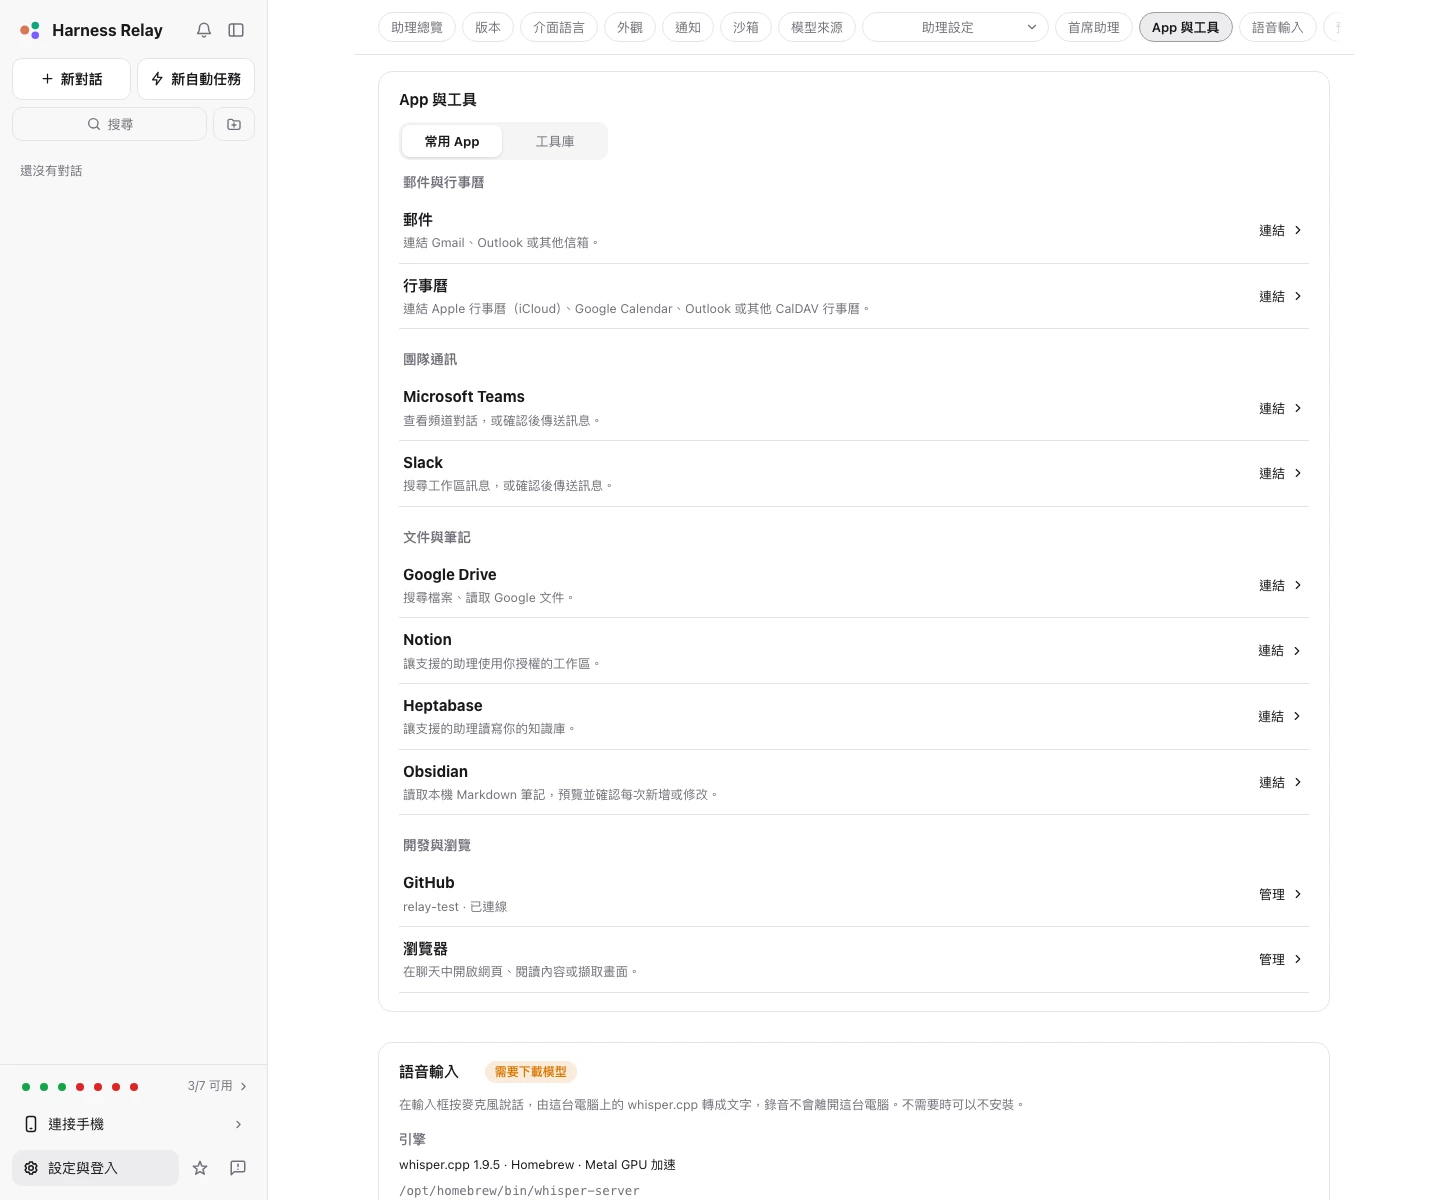 Harness Relay
新對話
新自動任務
搜尋
還沒有對話
3/7 可用
連接手機
設定與登入
助理總覽
版本
介面語言
外觀
通知
沙箱
模型來源
助理設定
首席助理
App 與工具
語音輸入
App 與工具
常用 App
工具庫
郵件與行事曆
郵件
連結 Gmail、Outlook 或其他信箱。
連結
行事曆
連結 Apple 行事曆（iCloud）、Google Calendar、Outlook 或其他 CalDAV 行事曆。
連結
團隊通訊
Microsoft Teams
查看頻道對話，或確認後傳送訊息。
連結
Slack
搜尋工作區訊息，或確認後傳送訊息。
連結
文件與筆記
Google Drive
搜尋檔案、讀取 Google 文件。
連結
Notion
讓支援的助理使用你授權的工作區。
連結
Heptabase
讓支援的助理讀寫你的知識庫。
連結
Obsidian
讀取本機 Markdown 筆記，預覽並確認每次新增或修改。
連結
開發與瀏覽
GitHub
relay-test · 已連線
管理
瀏覽器
在聊天中開啟網頁、閱讀內容或擷取畫面。
管理
語音輸入
需要下載模型
在輸入框按麥克風說話，由這台電腦上的 whisper.cpp 轉成文字，錄音不會離開這台電腦。不需要時可以不安裝。
引擎
whisper.cpp 1.9.5 · Homebrew · Metal GPU 加速
/opt/homebrew/bin/whisper-server